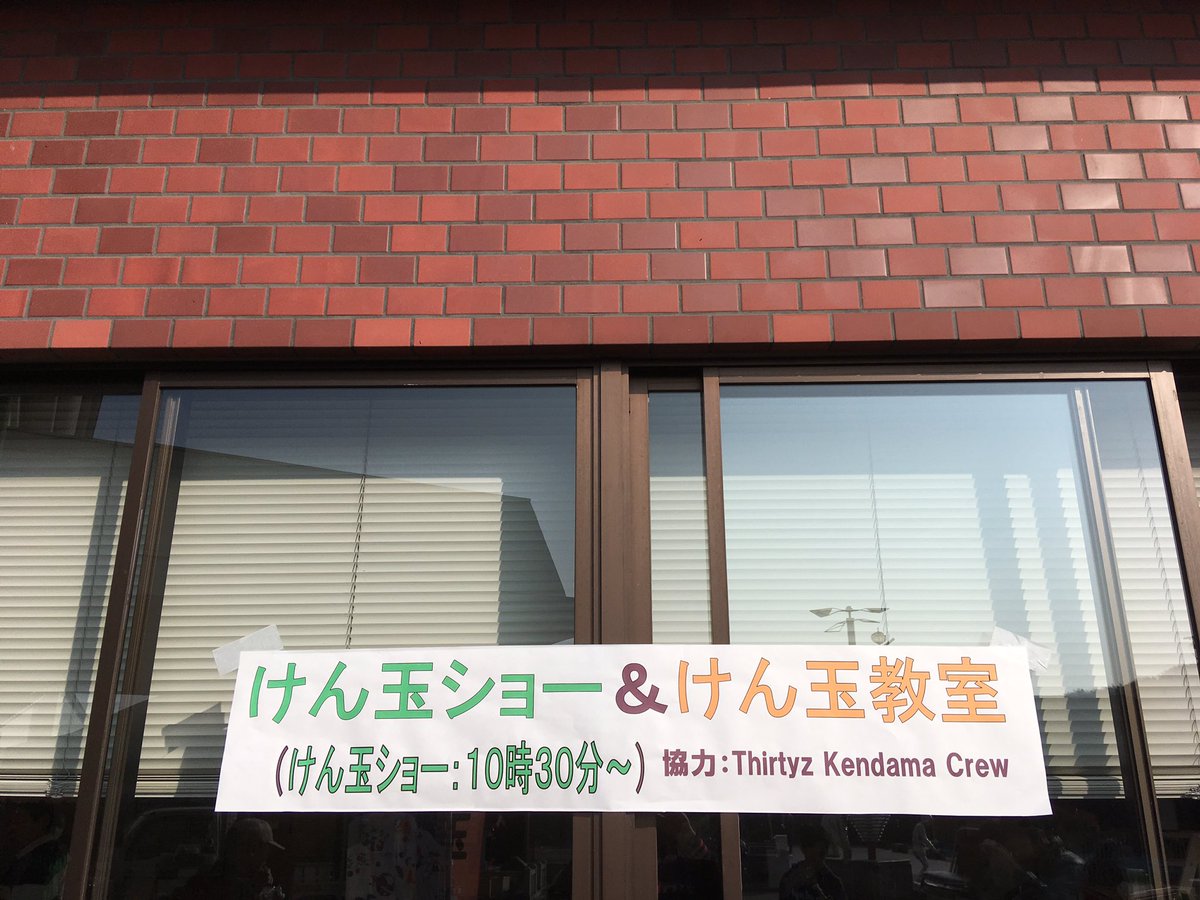 けん玉ショー&けん玉教室
(けん玉ショー:10時30分~) 協力:Thirtyz Kendama Crew